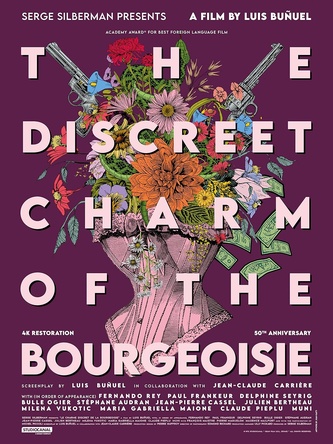 SERGE SILBERMAN PRESENTS A FILM BY LUIS BUÑUEL
ACADEMY AWARD® FOR BEST FOREIGN LANGUAGE FILM
THE
DISCREET
CHARM
OF THE
4K RESTORATION 50TH ANNIVERSARY
BOURGEOISIE
SCREENPLAY BY LUIS BUÑUEL IN COLLABORATION WITH JEAN-CLAUDE CARRIÈRE
WITH (IN ORDER OF APPEARANCE) FERNANDO REY PAUL FRANKEUR DELPHINE SEYRIG
BULLE OGIER STÉPHANE AUDRAN JEAN-PIERRE CASSEL JULIEN BERTHEAU
MILENA VUKOTIC MARIA GABRIELLA MAIONE CLAUDE PIEPLU MUNI
STUDIOCANAL